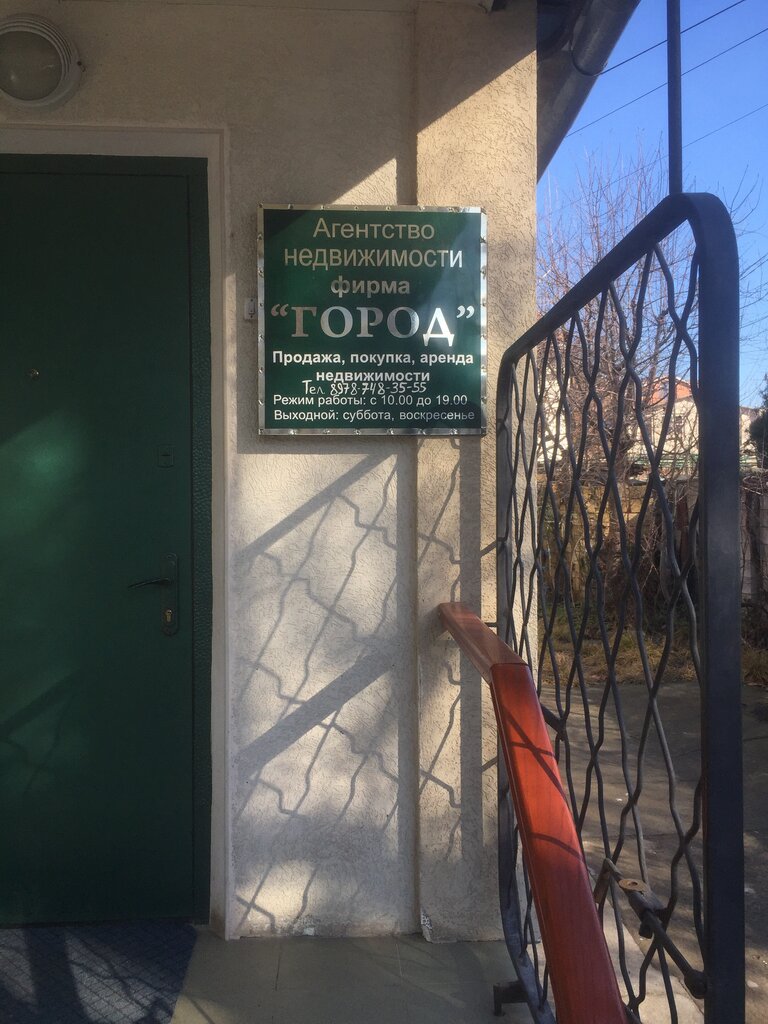 Агентство
недвижимости
фирма
“ГОРОД”
Продажа, покупка, аренда
недвижимости
Тел 8978-748-35-55
Режим работы: с 10.00 до 19.00
Выходной: суббота, воскресенье